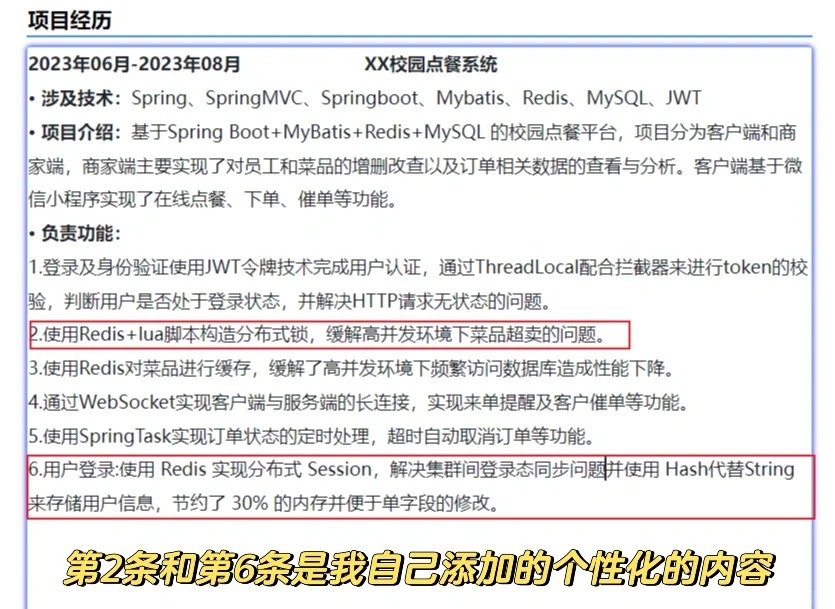 项目经历
2023年06月-2023年08月 XX校园点餐系统
• 涉及技术：Spring、SpringMVC、Springboot、Mybatis、Redis、MySQL、JWT
• 项目介绍：基于Spring Boot+MyBatis+Redis+MySQL 的校园点餐平台，项目分为客户端和商
家端，商家端主要实现了对员工和菜品的增删改查以及订单相关数据的查看与分析。客户端基于微
信小程序实现了在线点餐、下单、催单等功能。
• 负责功能：
1.登录及身份验证使用JWT令牌技术完成用户认证，通过ThreadLocal配合拦截器来进行token的校
验，判断用户是否处于登录状态，并解决HTTP请求无状态的问题。
2.使用Redis+lua脚本构造分布式锁，缓解高并发环境下菜品超卖的问题。
3.使用Redis对菜品进行缓存，缓解了高并发环境下频繁访问数据库造成性能下降。
4.通过WebSocket实现客户端与服务端的长连接，实现来单提醒及客户催单等功能。
5.使用SpringTask实现订单状态的定时处理，超时自动取消订单等功能。
6.用户登录:使用 Redis 实现分布式 Session，解决集群间登录态同步问题并使用 Hash代替String
来存储用户信息，节约了 30% 的内存并便于单字段的修改。
第2条和第6条是我自己添加的个性化的内容